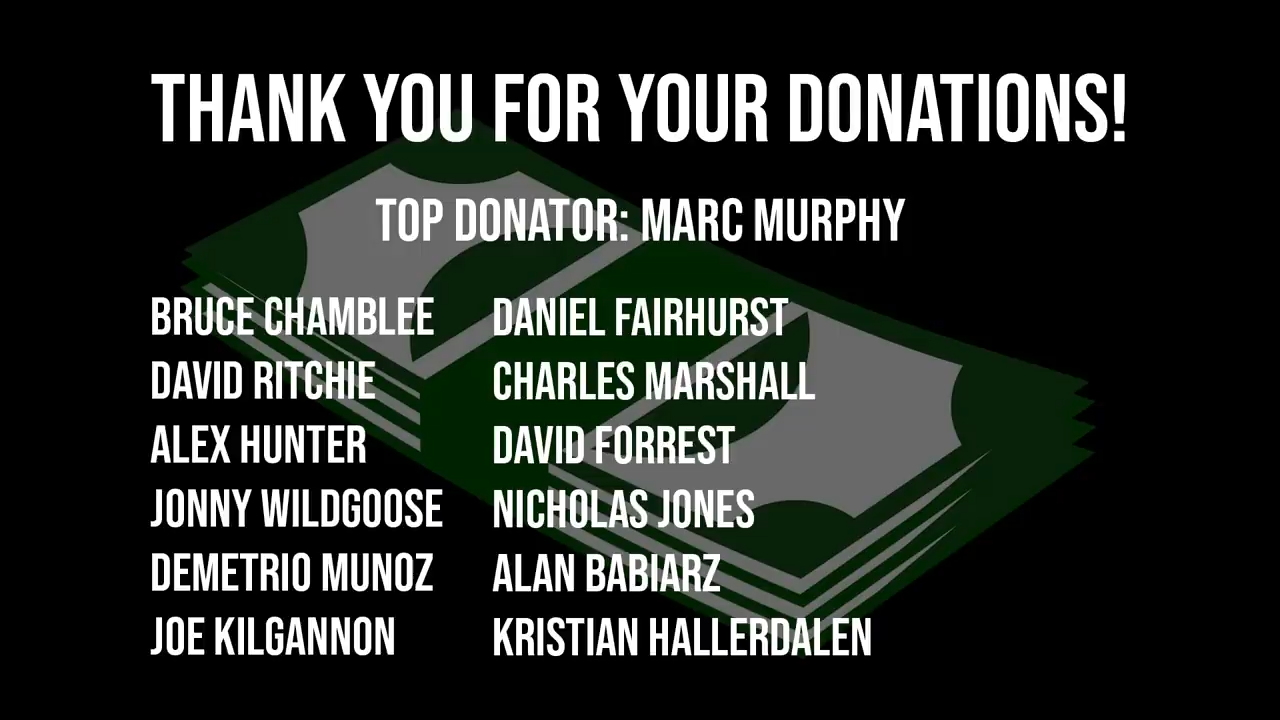 THANK YOU FOR YOUR DONATIONS!
TOP DONATOR: MARC MURPHY
BRUCE CHAMBLEE
DAVID RITCHIE
ALEX HUNTER
JONNY WILDGOOSE
DEMETRIO MUNOZ
JOE KILGANNON
DANIEL FAIRHURST
CHARLES MARSHALL
DAVID FORREST
NICHOLAS JONES
ALAN BABIARZ
KRISTIAN HALLERDALEN